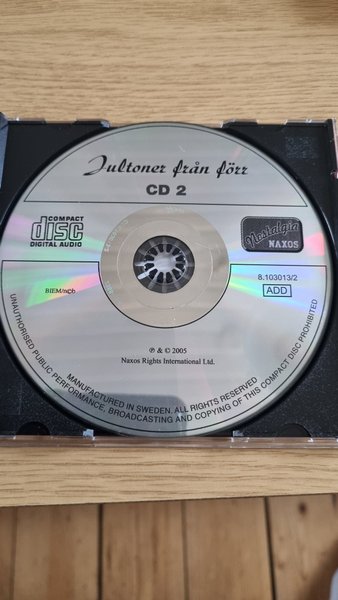 Jultoner från förr
CD 2
COMPACT
disc
DIGITAL AUDIO
Nostalgia
NAXOS
8.103013/2
BIEM/n©b
ADD
℗ & © 2005
Naxos Rights International Ltd.
MANUFACTURED IN SWEDEN. ALL RIGHTS RESERVED
UNAUTHORISED PUBLIC PERFORMANCE, BROADCASTING AND COPYING OF THIS COMPACT DISC PROHIBITED